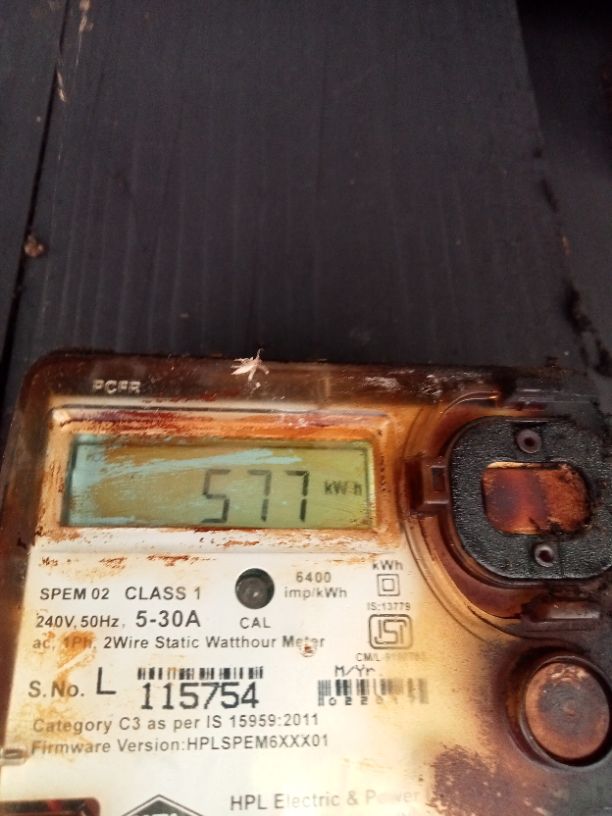 577 kWh
SPEM 02 CLASS 1
6400 imp/kWh
kWh
240V, 50Hz, 5-30A
CAL
IS:13779
ac, 1Ph, 2Wire Static Watthour Meter
ISI
S.No. L 115754
M/Yr
Category C3 as per IS 15959:2011
Firmware Version:HPLSPEM6XXX01
HPL Electric & Power